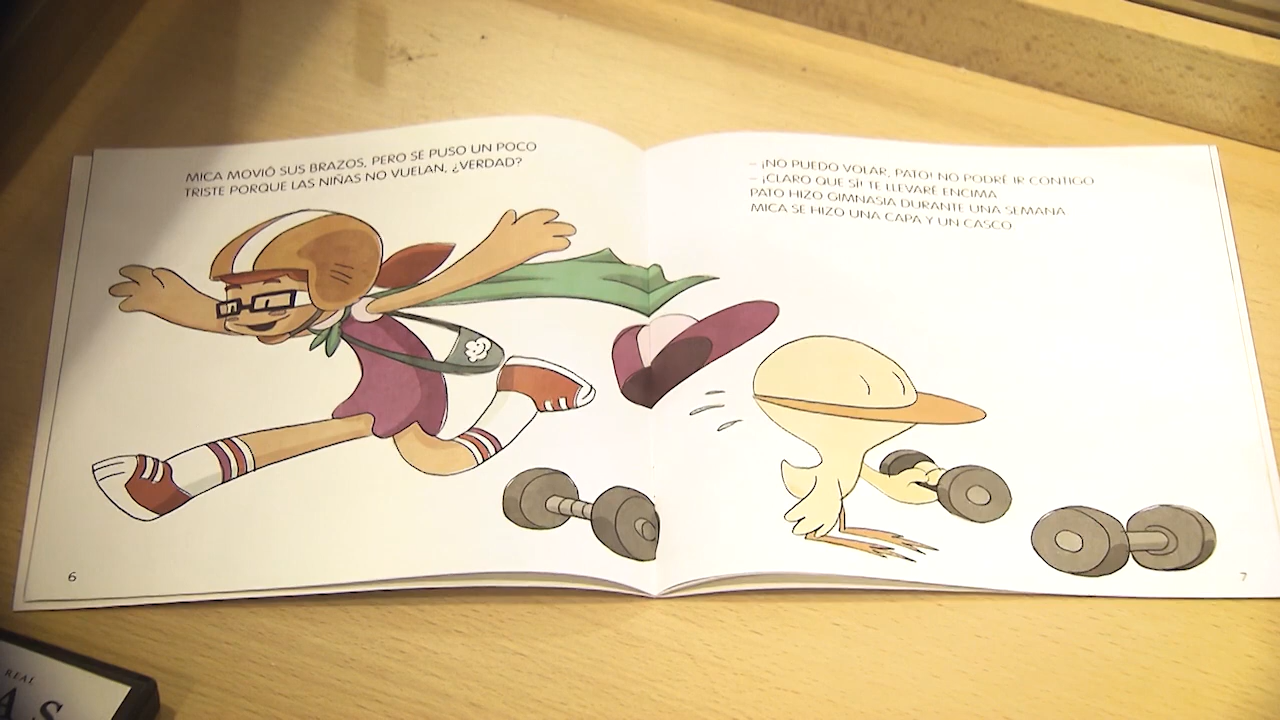 MICA MOVIÓ SUS BRAZOS, PERO SE PUSO UN POCO
TRISTE PORQUE LAS NIÑAS NO VUELAN, ¿VERDAD?
– ¡NO PUEDO VOLAR, PATO! NO PODRÉ IR CONTIGO
– ¡CLARO QUE SÍ! TE LLEVARÉ ENCIMA
PATO HIZO GIMNASIA DURANTE UNA SEMANA
MICA SE HIZO UNA CAPA Y UN CASCO
6
7
REAL
AS